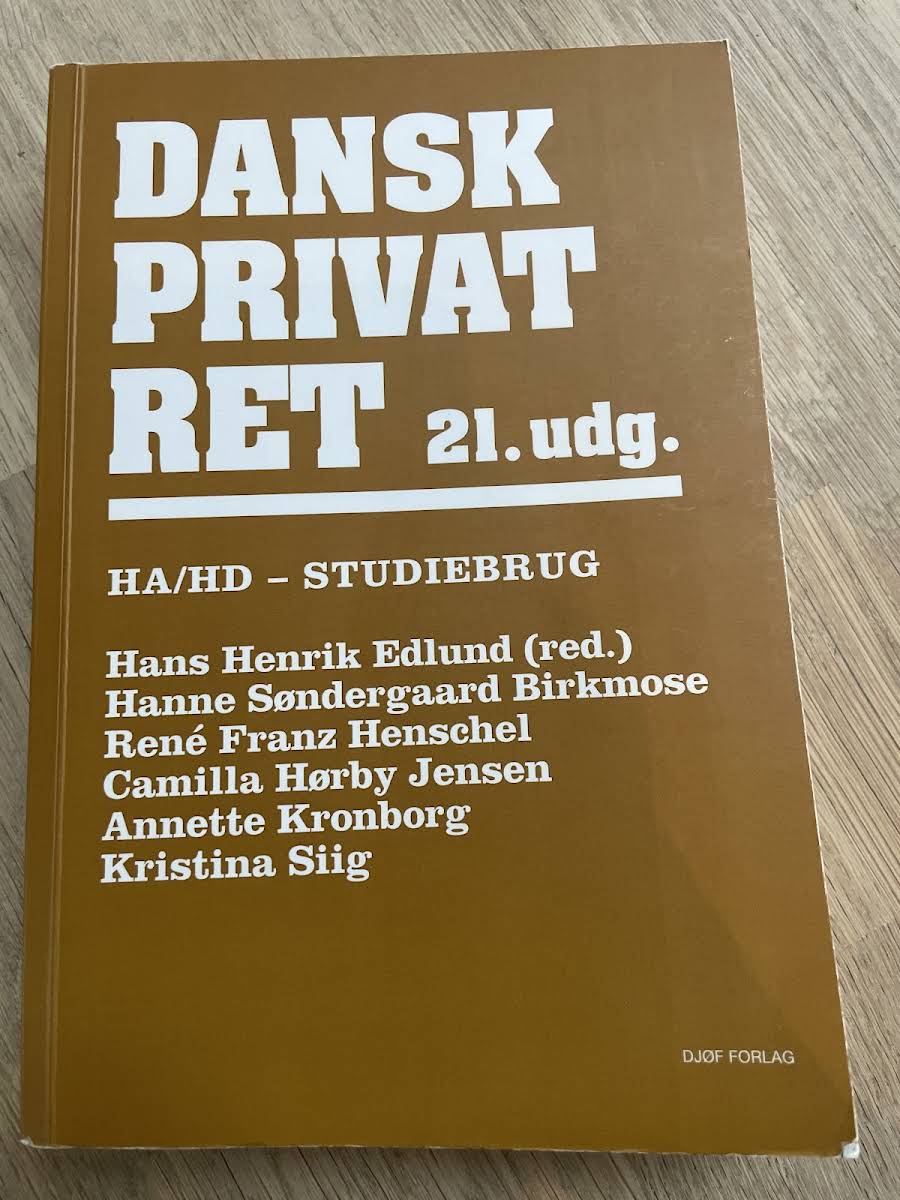 DANSK
PRIVAT
RET 21. udg.
HA/HD – STUDIEBRUG
Hans Henrik Edlund (red.)
Hanne Søndergaard Birkmose
René Franz Henschel
Camilla Hørby Jensen
Annette Kronborg
Kristina Siig
DJØF FORLAG